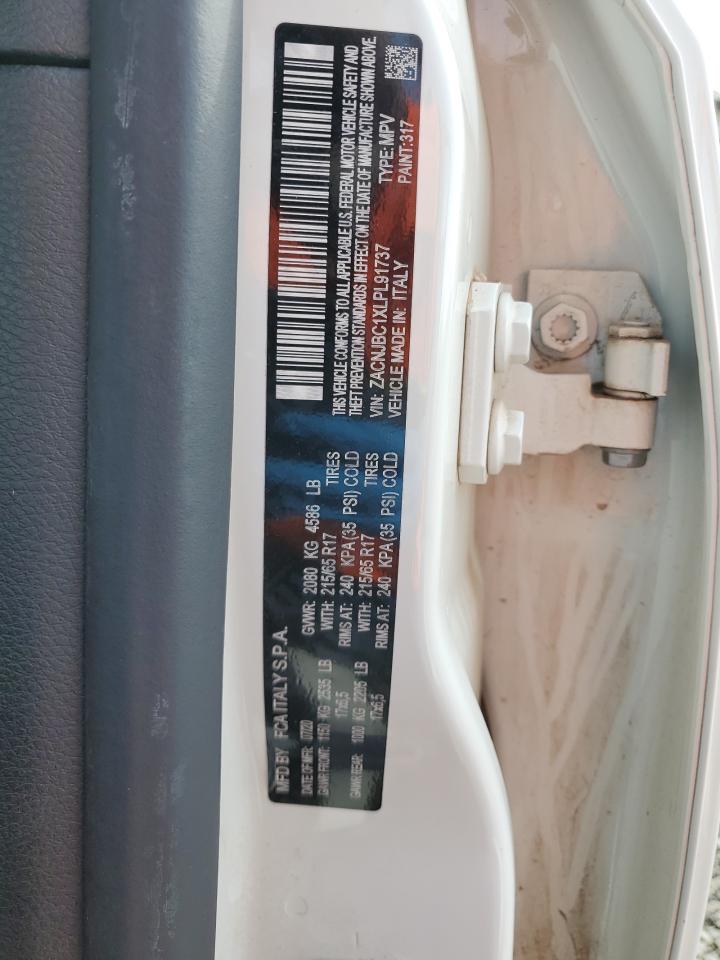 MFD BY FCA ITALY S.P.A.
DATE OF MFR: 07/20 GVWR: 2080 KG 4586 LB
GAWR FRONT: 1150 KG 2535 LB WITH: 215/65 R17 TIRES
17x6,5 RIMS AT: 240 KPA(35 PSI) COLD
GAWR REAR: 1000 KG 2205 LB WITH: 215/65 R17 TIRES
17x6,5 RIMS AT: 240 KPA(35 PSI) COLD
THIS VEHICLE CONFORMS TO ALL APPLICABLE U.S. FEDERAL MOTOR VEHICLE SAFETY AND
THEFT PREVENTION STANDARDS IN EFFECT ON THE DATE OF MANUFACTURE SHOWN ABOVE.
VIN: ZACNJBC1XLPL91737 TYPE: MPV
VEHICLE MADE IN: ITALY PAINT: 317